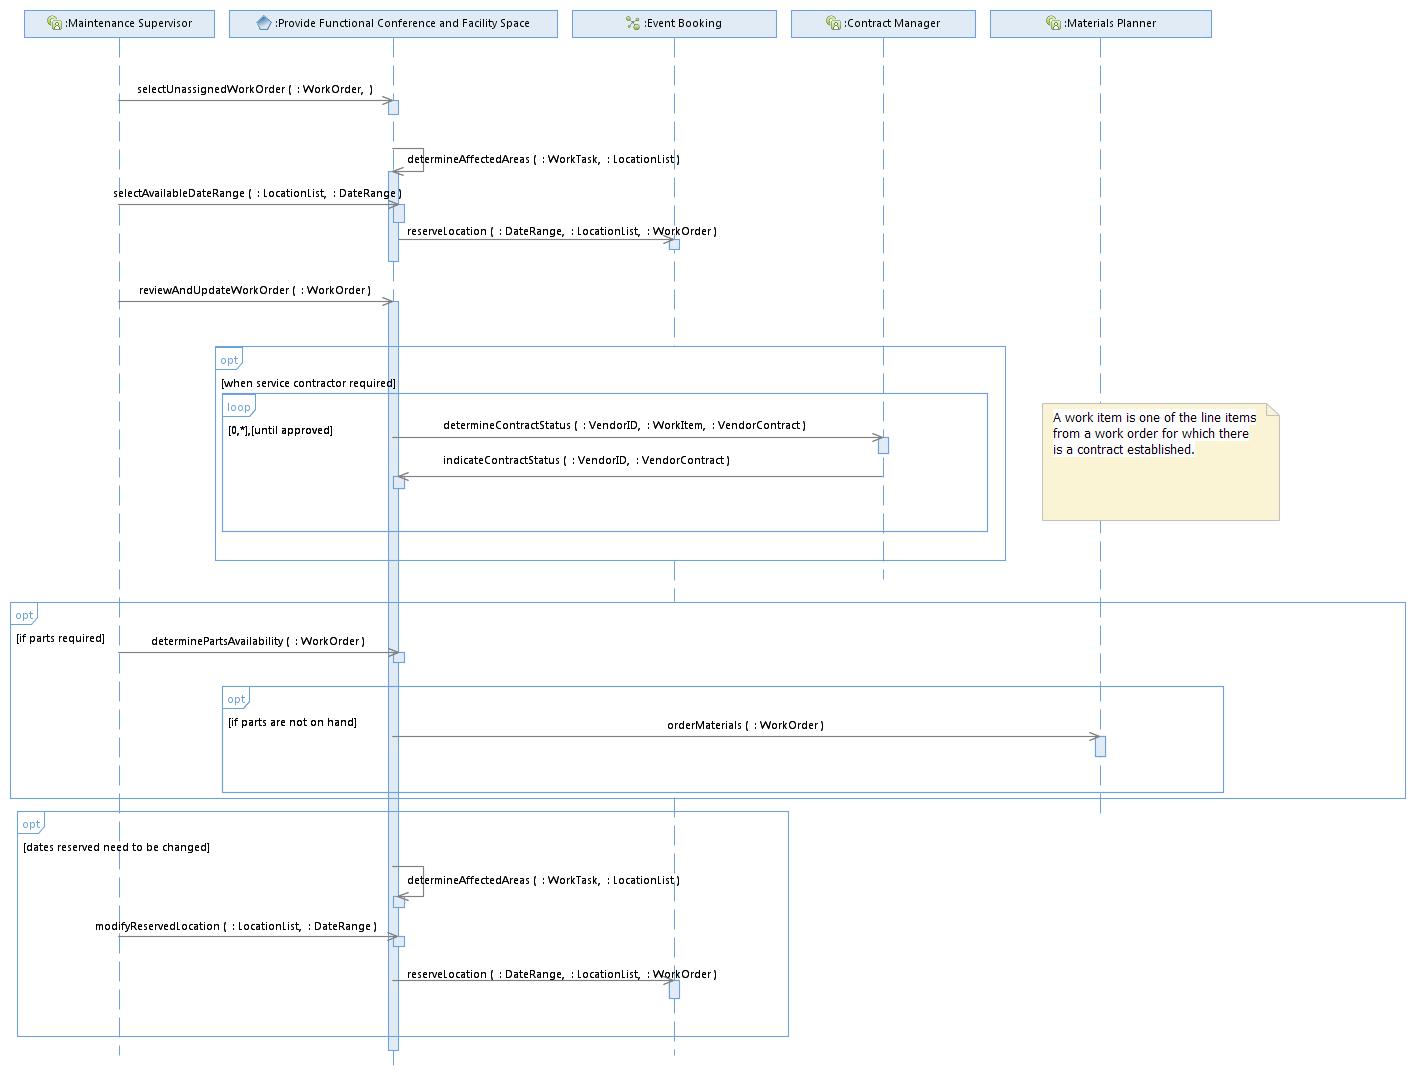 :Maintenance Supervisor
:Provide Functional Conference and Facility Space
:Event Booking
:Contract Manager
:Materials Planner
selectUnassignedWorkOrder ( : WorkOrder, )
determineAffectedAreas ( : WorkTask, : LocationList )
selectAvailableDateRange ( : LocationList, : DateRange )
reserveLocation ( : DateRange, : LocationList, : WorkOrder )
reviewAndUpdateWorkOrder ( : WorkOrder )
opt
[when service contractor required]
loop
[0,*],[until approved]
determineContractStatus ( : VendorID, : WorkItem, : VendorContract )
indicateContractStatus ( : VendorID, : VendorContract )
A work item is one of the line items
from a work order for which there
is a contract established.
opt
[if parts required]
determinePartsAvailability ( : WorkOrder )
opt
[if parts are not on hand]
orderMaterials ( : WorkOrder )
opt
[dates reserved need to be changed]
determineAffectedAreas ( : WorkTask, : LocationList )
modifyReservedLocation ( : LocationList, : DateRange )
reserveLocation ( : DateRange, : LocationList, : WorkOrder )